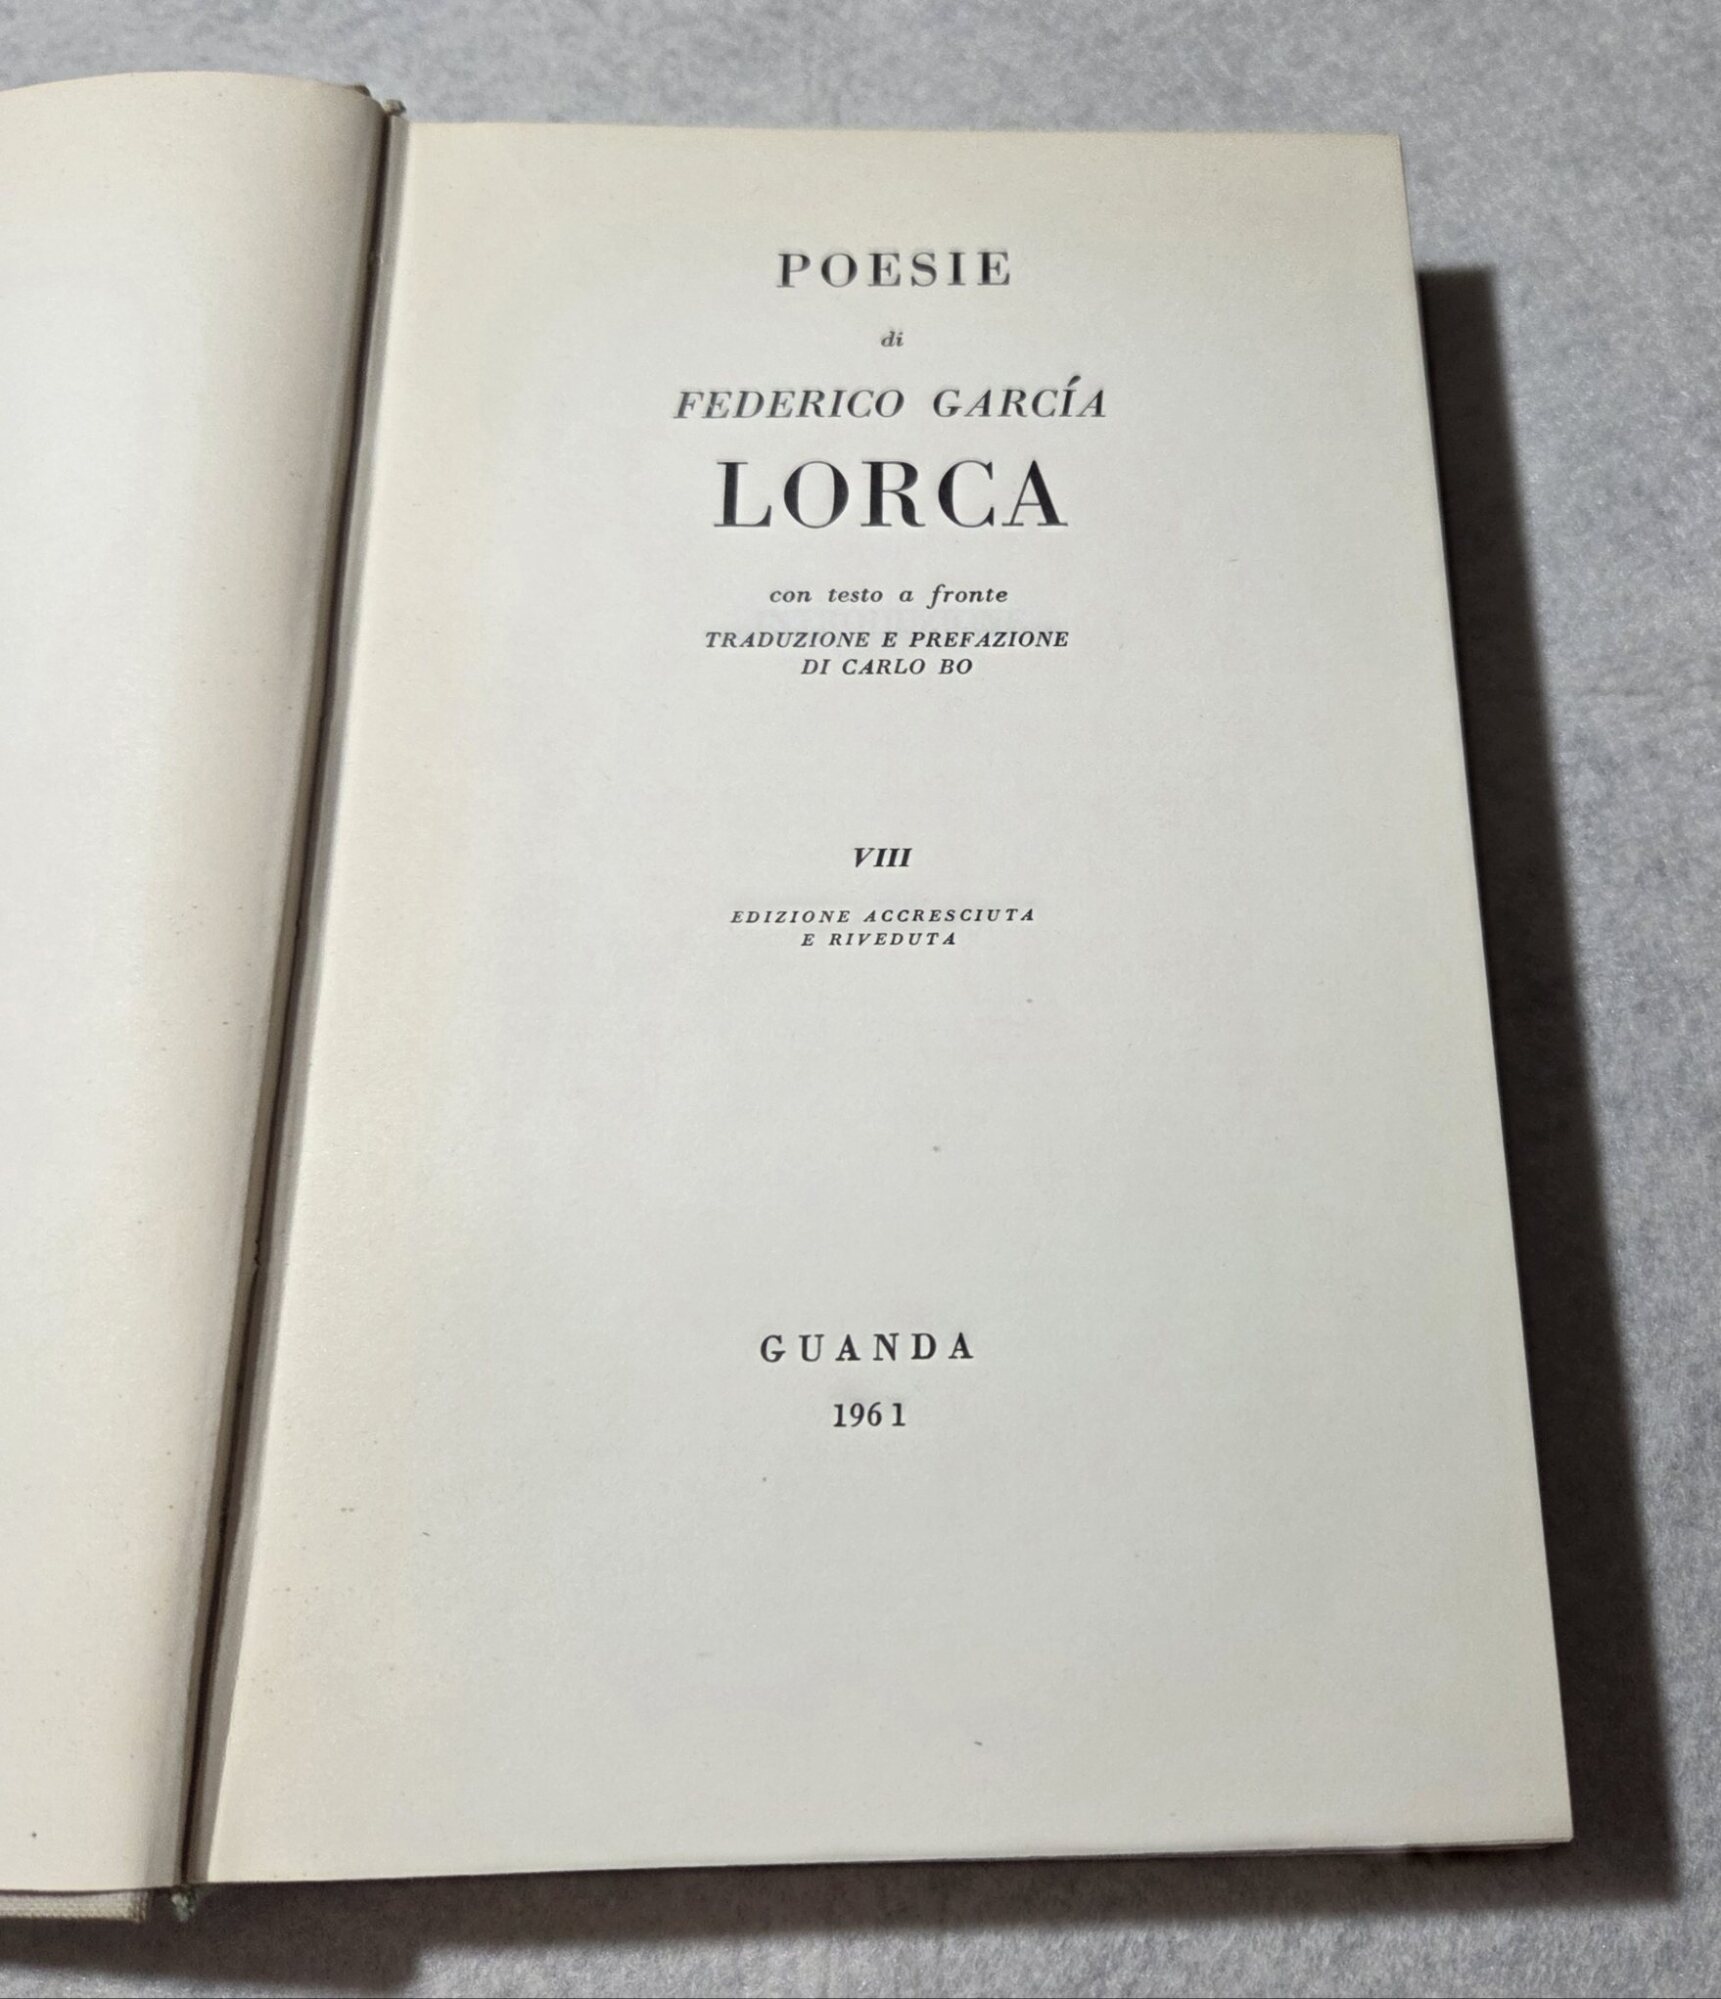 POESIE
di
FEDERICO GARCÍA
LORCA
con testo a fronte
TRADUZIONE E PREFAZIONE
DI CARLO BO
VIII
EDIZIONE ACCRESCIUTA
E RIVEDUTA
GUANDA
1961